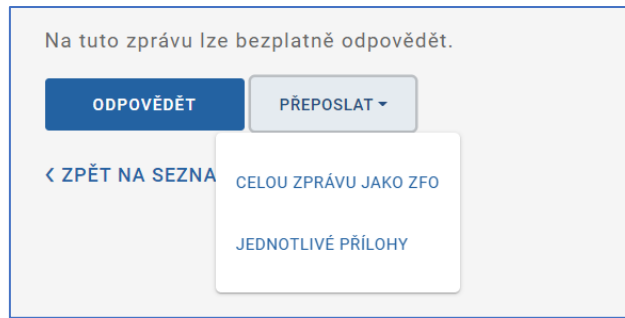 Na tuto zprávu lze bezplatně odpovědět.
ODPOVĚDĚT
PŘEPOSLAT
ZPĚT NA SEZNA
CELOU ZPRÁVU JAKO ZFO
JEDNOTLIVÉ PŘÍLOHY